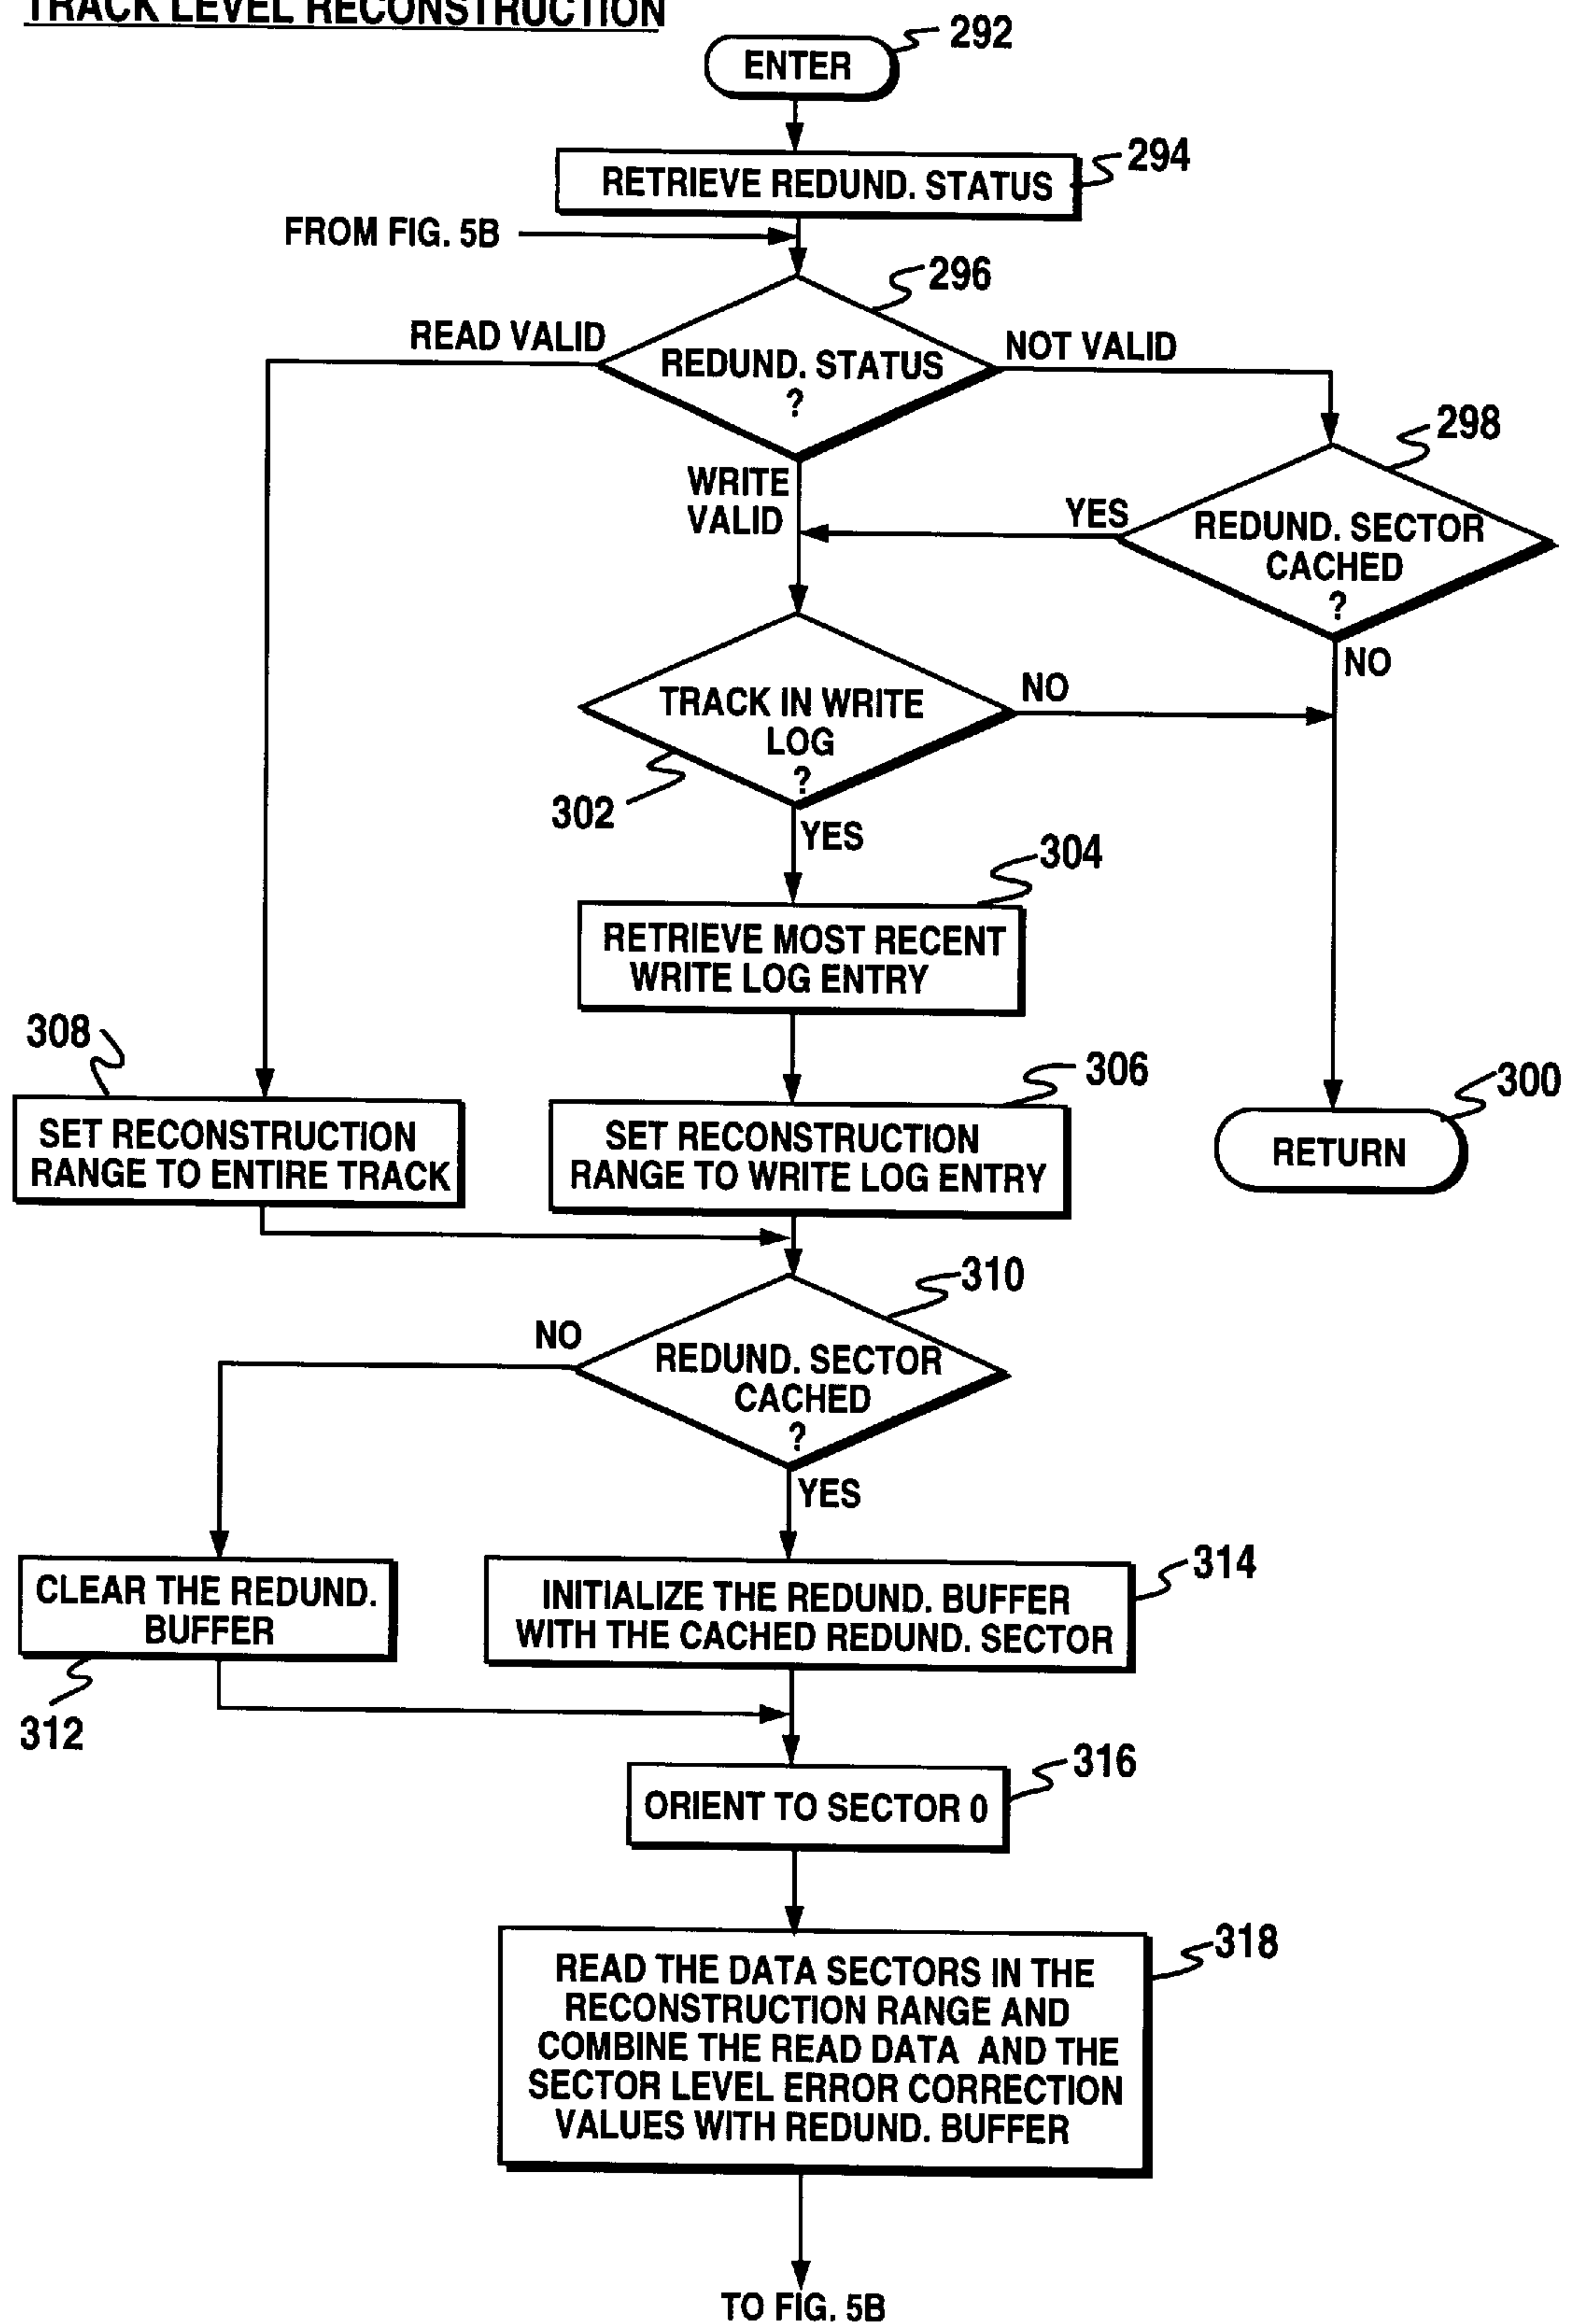 TRACK LEVEL RECONSTRUCTION
292
ENTER
294
RETRIEVE REDUND. STATUS
FROM FIG. 5B
296
READ VALID
NOT VALID
REDUND. STATUS
?
298
WRITE
VALID
YES
REDUND. SECTOR
CACHED
?
NO
TRACK IN WRITE
LOG
?
NO
302
YES
304
RETRIEVE MOST RECENT
WRITE LOG ENTRY
308
306
300
SET RECONSTRUCTION
RANGE TO ENTIRE TRACK
SET RECONSTRUCTION
RANGE TO WRITE LOG ENTRY
RETURN
310
NO
REDUND. SECTOR
CACHED
?
YES
314
CLEAR THE REDUND.
BUFFER
INITIALIZE THE REDUND. BUFFER
WITH THE CACHED REDUND. SECTOR
312
316
ORIENT TO SECTOR 0
318
READ THE DATA SECTORS IN THE
RECONSTRUCTION RANGE AND
COMBINE THE READ DATA AND THE
SECTOR LEVEL ERROR CORRECTION
VALUES WITH REDUND. BUFFER
TO FIG. 5B